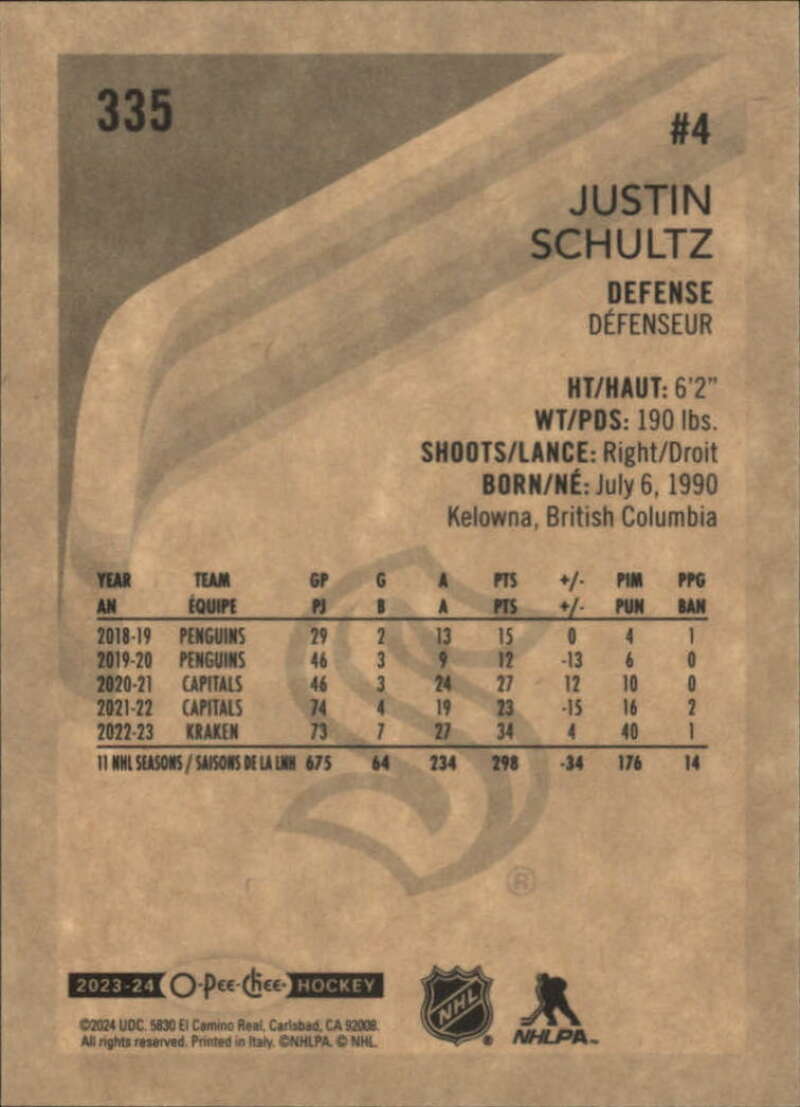 335
#4
JUSTIN
SCHULTZ
DEFENSE
DÉFENSEUR
HT/HAUT: 6'2"
WT/PDS: 190 lbs.
SHOOTS/LANCE: Right/Droit
BORN/NÉ: July 6, 1990
Kelowna, British Columbia
YEAR TEAM GP G A PTS +/- PIM PPG
AN ÉQUIPE PJ B A PTS +/- PUN BAN
2018-19 PENGUINS 29 2 13 15 0 4 1
2019-20 PENGUINS 46 3 9 12 -13 6 0
2020-21 CAPITALS 46 3 24 27 12 10 0
2021-22 CAPITALS 74 4 19 23 -15 16 2
2022-23 KRAKEN 73 7 27 34 4 40 1
11 NHL SEASONS / SAISONS DE LA LNH 675 64 234 298 -34 176 14
®
2023-24 O-Pee-Chee HOCKEY
©2024 UDC. 5830 El Camino Real, Carlsbad, CA 92008.
All rights reserved. Printed in Italy. ©NHLPA. © NHL.
NHL ®
NHLPA™